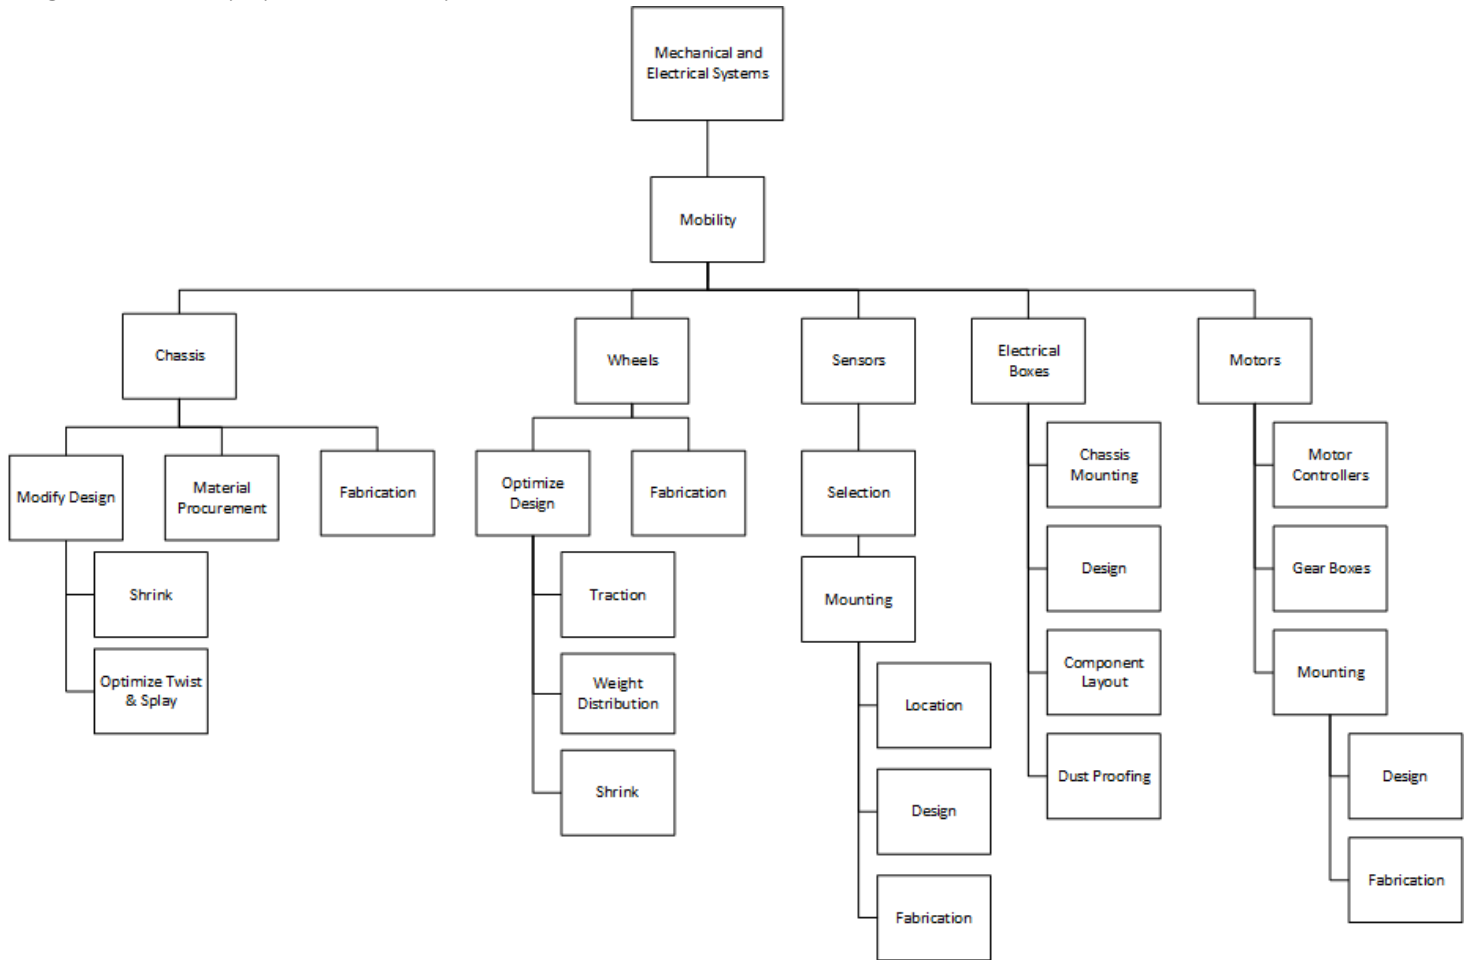 Mechanical and
Electrical Systems
Mobility
Chassis
Wheels
Sensors
Electrical
Boxes
Motors
Modify Design
Material
Procurement
Fabrication
Optimize
Design
Fabrication
Selection
Chassis
Mounting
Motor
Controllers
Shrink
Traction
Mounting
Design
Gear Boxes
Optimize Twist
& Splay
Weight
Distribution
Location
Component
Layout
Mounting
Shrink
Design
Dust Proofing
Design
Fabrication
Fabrication